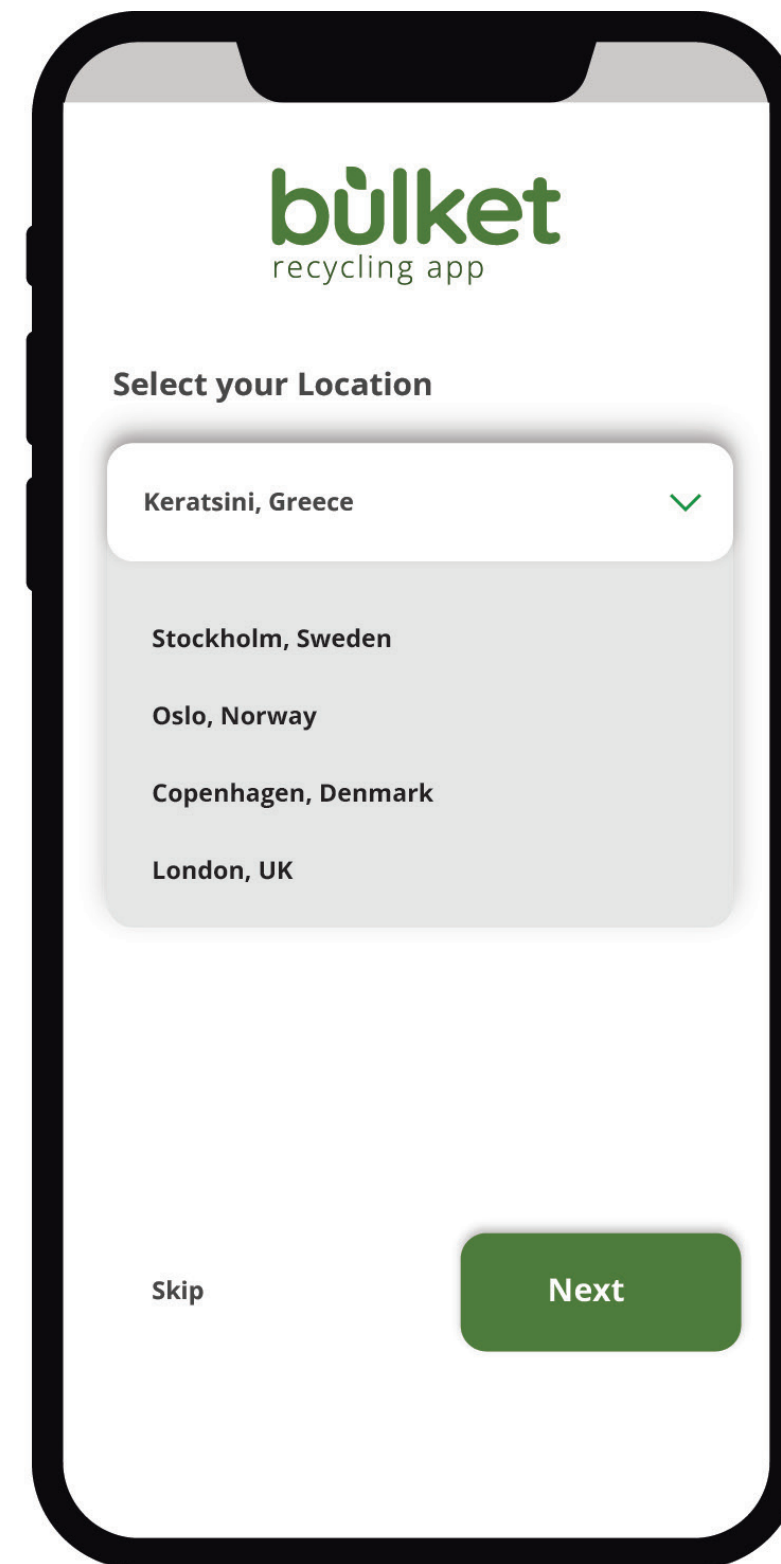 bùlket
recycling app
Select your Location
Keratsini, Greece
Stockholm, Sweden
Oslo, Norway
Copenhagen, Denmark
London, UK
Skip
Next